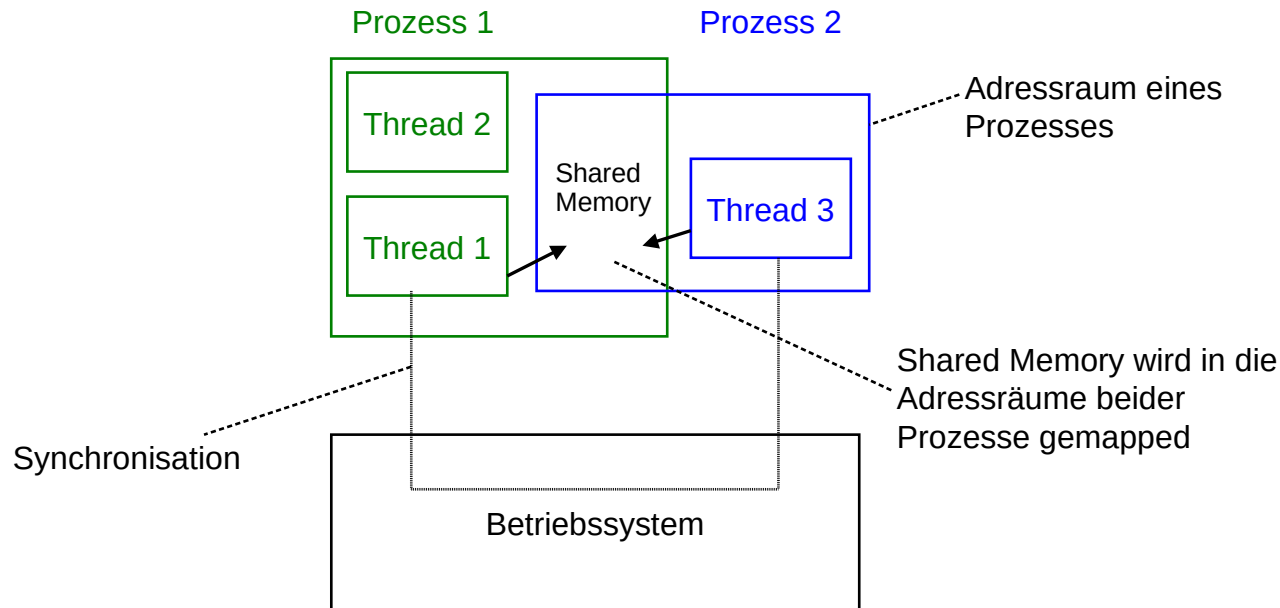 Prozess 1
Prozess 2
Adressraum eines
Prozesses
Thread 2
Shared
Memory
Thread 3
Thread 1
Shared Memory wird in die
Adressräume beider
Prozesse gemapped
Synchronisation
Betriebssystem